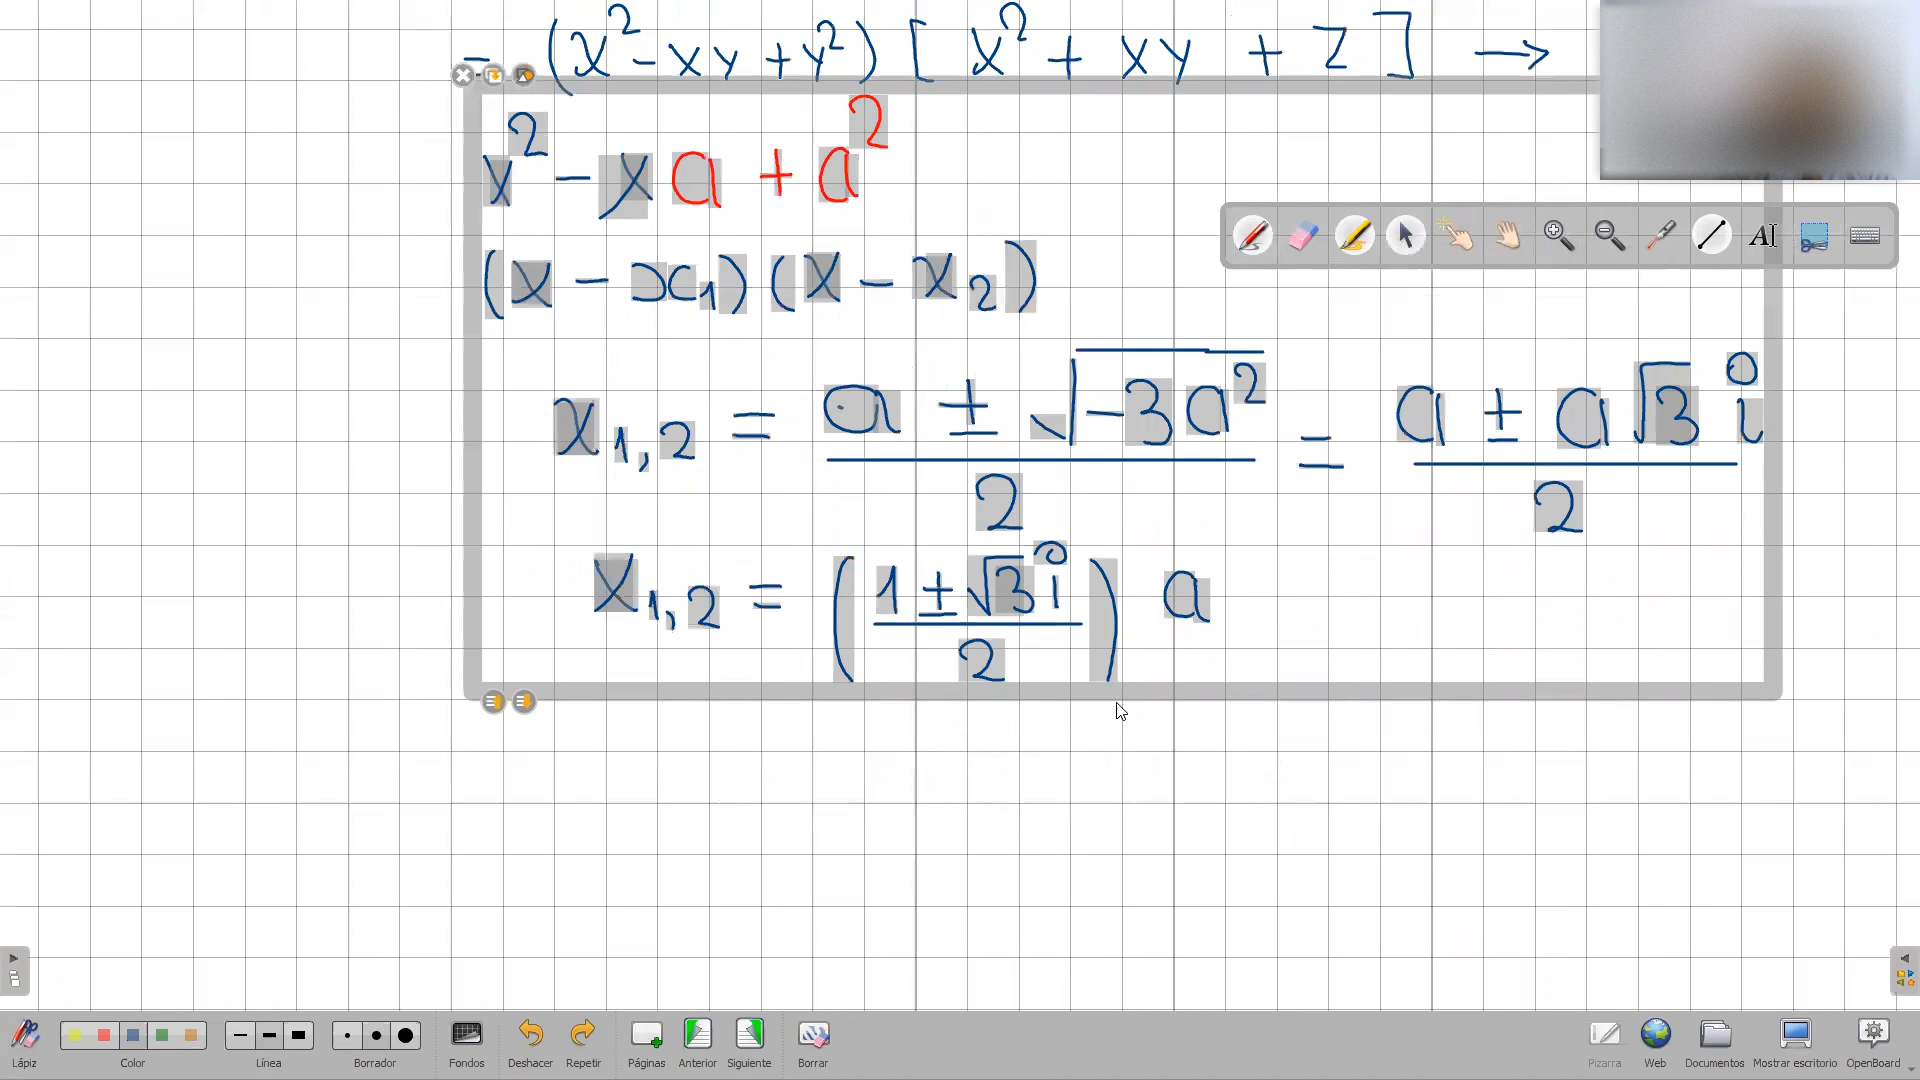 - (x² - xy + y²) [ x² + xy + z ] →
x² - x a + a²
(x - x₁) (x - x₂)
x₁,₂ = (a ± √(-3a²)) / 2 = (a ± a√3 i) / 2
x₁,₂ = ((1 ± √3 i) / 2) a
AI
Lápiz
Color
Línea
Borrador
Fondos
Deshacer
Repetir
Páginas
Anterior
Siguiente
Borrar
Pizarra
Web
Documentos
Mostrar escritorio
OpenBoard